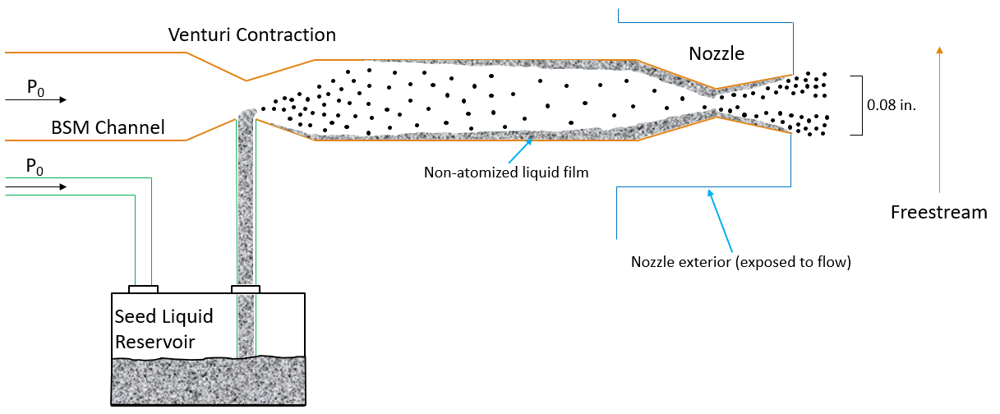 Venturi Contraction
Nozzle
P0
0.08 in.
BSM Channel
P0
Non-atomized liquid film
Freestream
Nozzle exterior (exposed to flow)
Seed Liquid
Reservoir